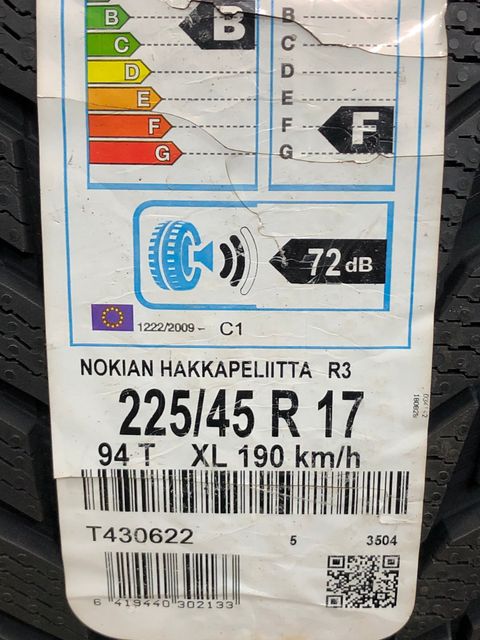 B
B
B
C
C
D
D
E
E
F
F
F
G
G
72 dB
1222/2009 - C1
NOKIAN HAKKAPELIITTA R3
225/45 R 17
94 T XL 190 km/h
T430622 5 3504
6 419440 302133